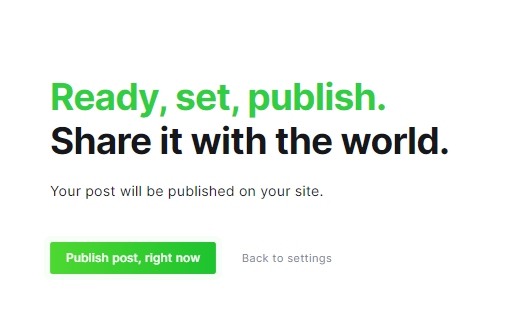 Ready, set, publish.
Share it with the world.
Your post will be published on your site.
Publish post, right now
Back to settings